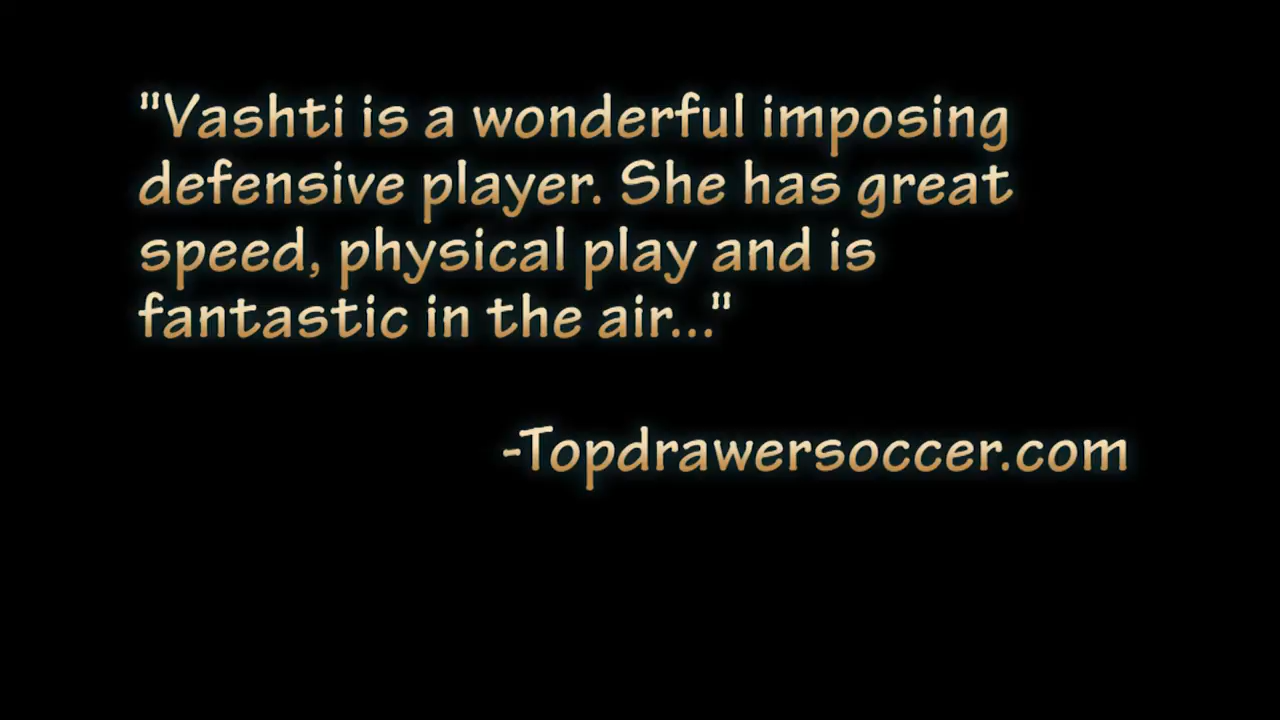 "Vashti is a wonderful imposing
defensive player. She has great
speed, physical play and is
fantastic in the air..."
-Topdrawersoccer.com